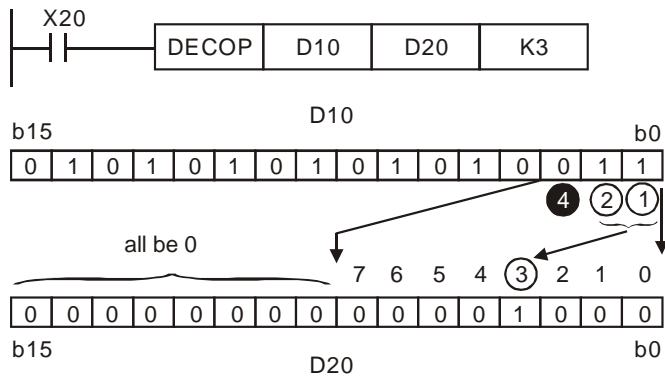 X20
DECOP D10 D20 K3
D10
b15 b0
0 1 0 1 0 1 0 1 0 1 0 1 0 0 1 1
4 2 1
all be 0
7 6 5 4 3 2 1 0
0 0 0 0 0 0 0 0 0 0 0 0 1 0 0 0
b15 b0
D20